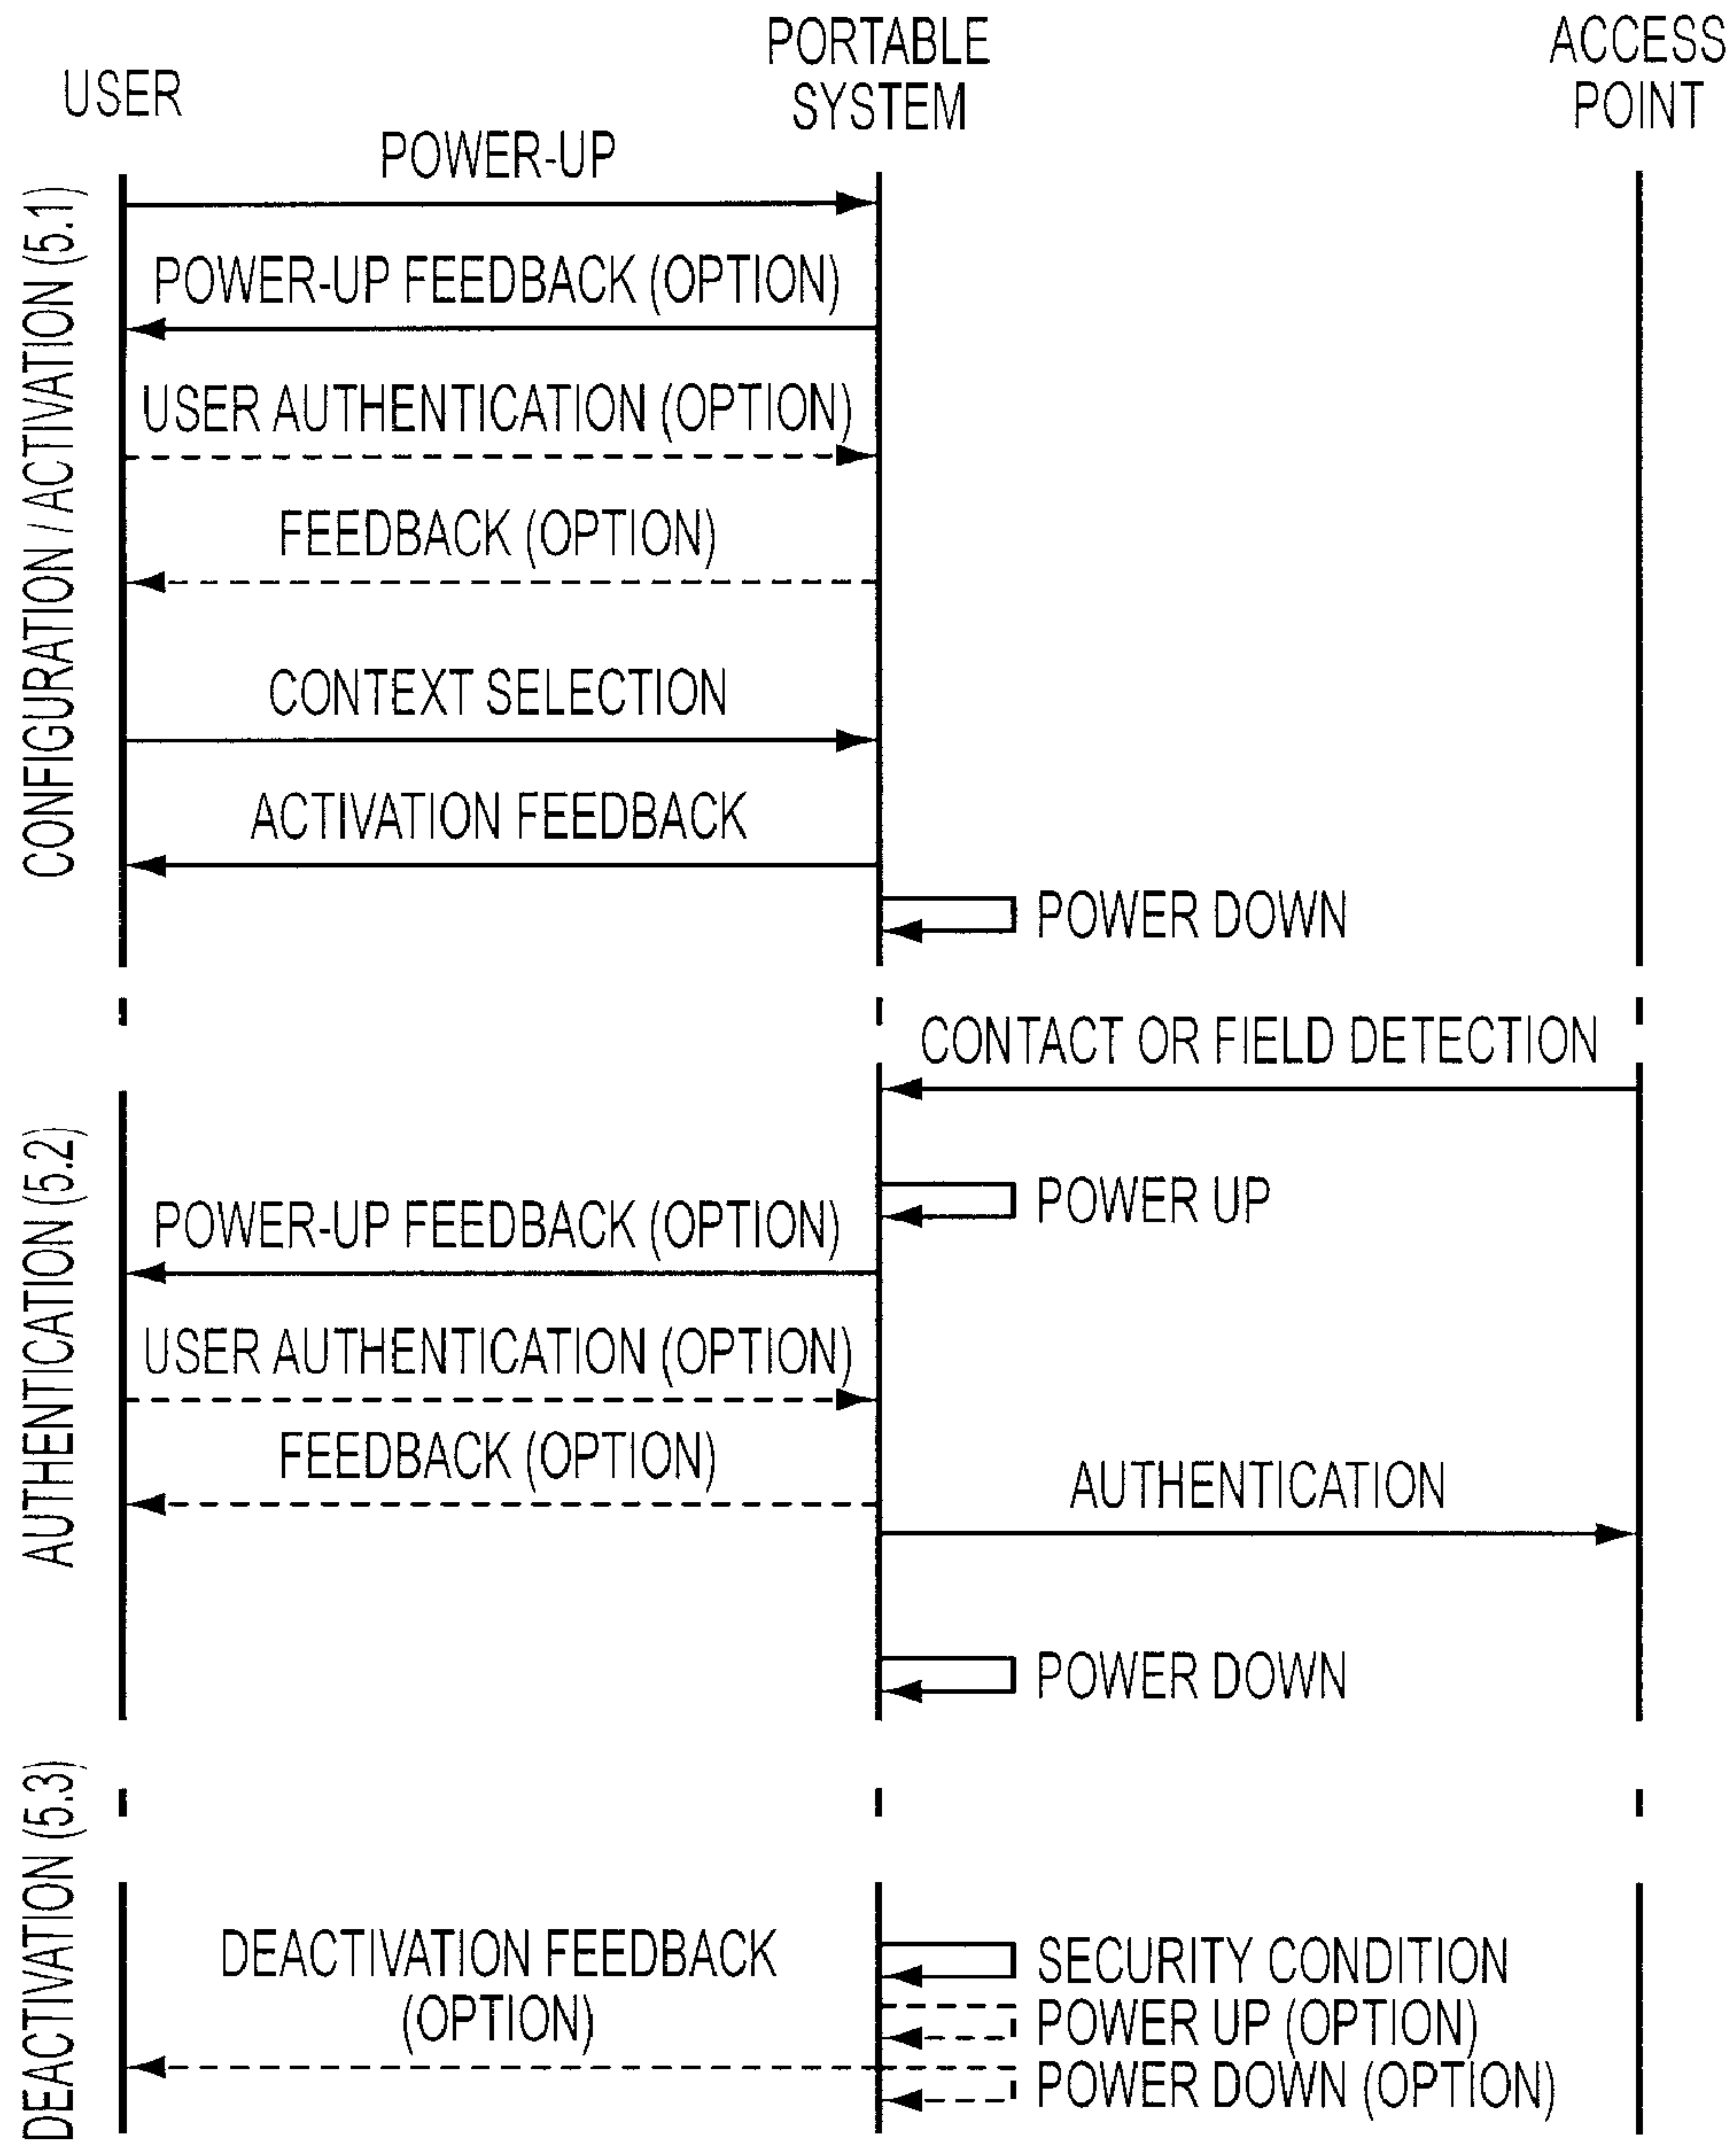 USER
PORTABLE
SYSTEM
ACCESS
POINT
CONFIGURATION / ACTIVATION (5.1)
POWER-UP
POWER-UP FEEDBACK (OPTION)
USER AUTHENTICATION (OPTION)
FEEDBACK (OPTION)
CONTEXT SELECTION
ACTIVATION FEEDBACK
POWER DOWN
AUTHENTICATION (5.2)
CONTACT OR FIELD DETECTION
POWER UP
POWER-UP FEEDBACK (OPTION)
USER AUTHENTICATION (OPTION)
FEEDBACK (OPTION)
AUTHENTICATION
POWER DOWN
DEACTIVATION (5.3)
DEACTIVATION FEEDBACK
(OPTION)
SECURITY CONDITION
POWER UP (OPTION)
POWER DOWN (OPTION)